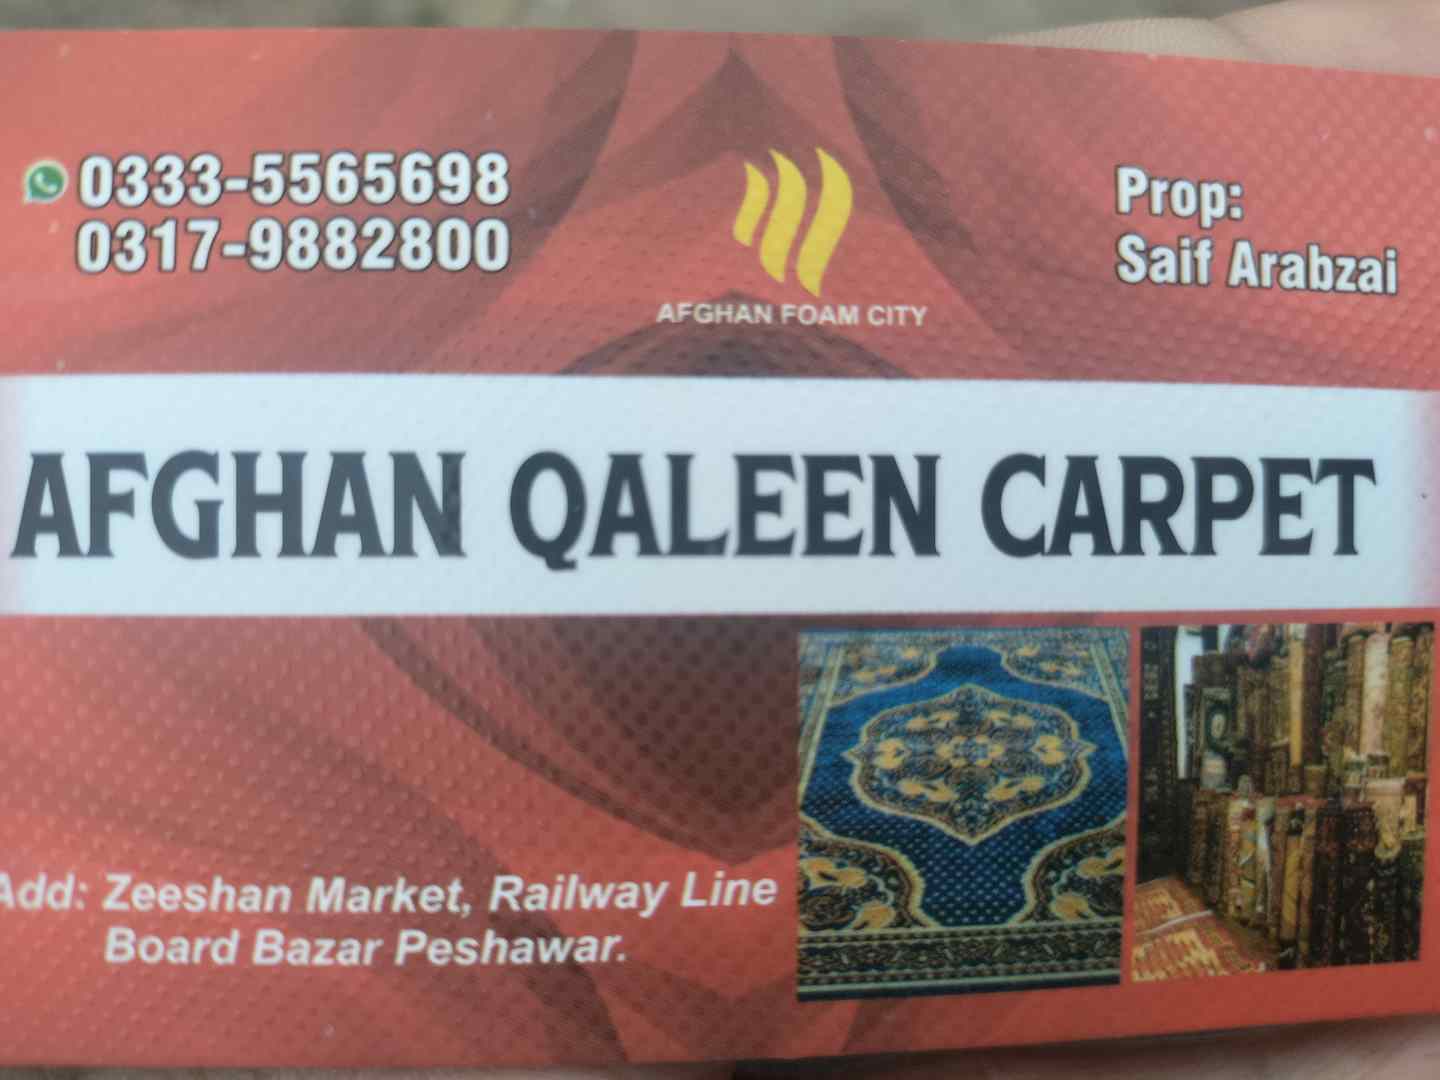 0333-5565698
0317-9882800
AFGHAN FOAM CITY
Prop:
Saif Arabzai
AFGHAN QALEEN CARPET
Add: Zeeshan Market, Railway Line
Board Bazar Peshawar.